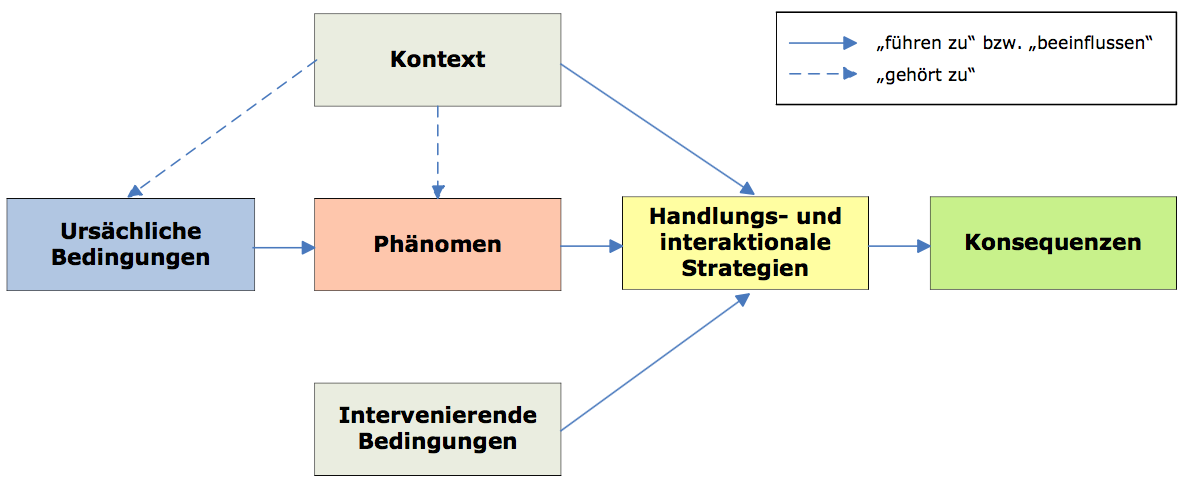 Kontext
„führen zu“ bzw. „beeinflussen“
„gehört zu“
Ursächliche
Bedingungen
Phänomen
Handlungs- und
interaktionale
Strategien
Konsequenzen
Intervenierende
Bedingungen